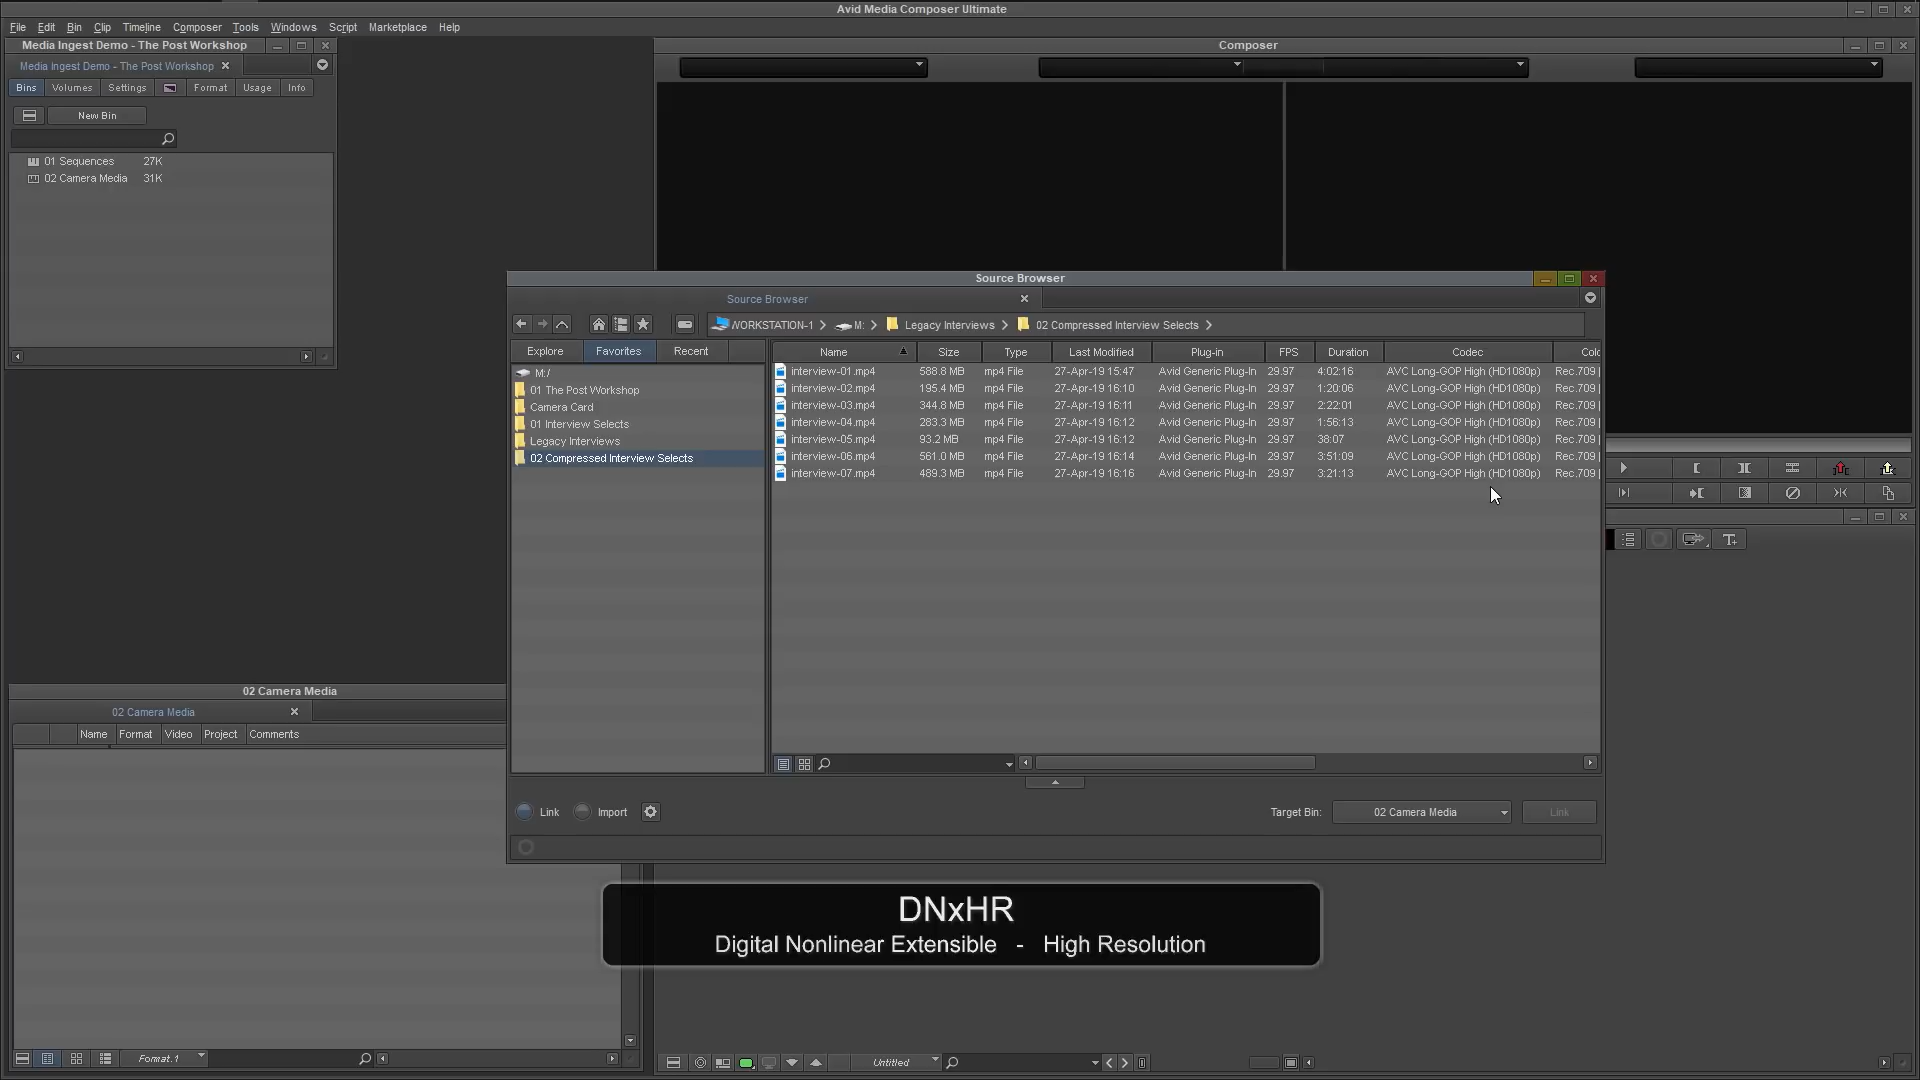 Avid Media Composer Ultimate
File Edit Bin Clip Timeline Composer Tools Windows Script Marketplace Help
Media Ingest Demo - The Post Workshop
Composer
Media Ingest Demo - The Post Workshop
Bins Volumes Settings Format Usage Info
New Bin
01 Sequences 27K
02 Camera Media 31K
Source Browser
Source Browser
WORKSTATION-1 M: Legacy Interviews 02 Compressed Interview Selects
Explore Favorites Recent
M:/
01 The Post Workshop
Camera Card
01 Interview Selects
Legacy Interviews
02 Compressed Interview Selects
Name Size Type Last Modified Plug-in FPS Duration Codec Colo
interview-01.mp4 588.8 MB mp4 File 27-Apr-19 15:47 Avid Generic Plug-In 29.97 4:02:16 AVC Long-GOP High (HD1080p) Rec.709
interview-02.mp4 195.4 MB mp4 File 27-Apr-19 16:10 Avid Generic Plug-In 29.97 1:20:06 AVC Long-GOP High (HD1080p) Rec.709
interview-03.mp4 344.8 MB mp4 File 27-Apr-19 16:11 Avid Generic Plug-In 29.97 2:22:01 AVC Long-GOP High (HD1080p) Rec.709
interview-04.mp4 283.3 MB mp4 File 27-Apr-19 16:12 Avid Generic Plug-In 29.97 1:56:13 AVC Long-GOP High (HD1080p) Rec.709
interview-05.mp4 93.2 MB mp4 File 27-Apr-19 16:12 Avid Generic Plug-In 29.97 38:07 AVC Long-GOP High (HD1080p) Rec.709
interview-06.mp4 561.0 MB mp4 File 27-Apr-19 16:14 Avid Generic Plug-In 29.97 3:51:09 AVC Long-GOP High (HD1080p) Rec.709
interview-07.mp4 489.3 MB mp4 File 27-Apr-19 16:16 Avid Generic Plug-In 29.97 3:21:13 AVC Long-GOP High (HD1080p) Rec.709
Link Import Target Bin: 02 Camera Media Link
02 Camera Media
02 Camera Media
Name Format Video Project Comments
DNxHR
Digital Nonlinear Extensible - High Resolution
Format.1
Untitled